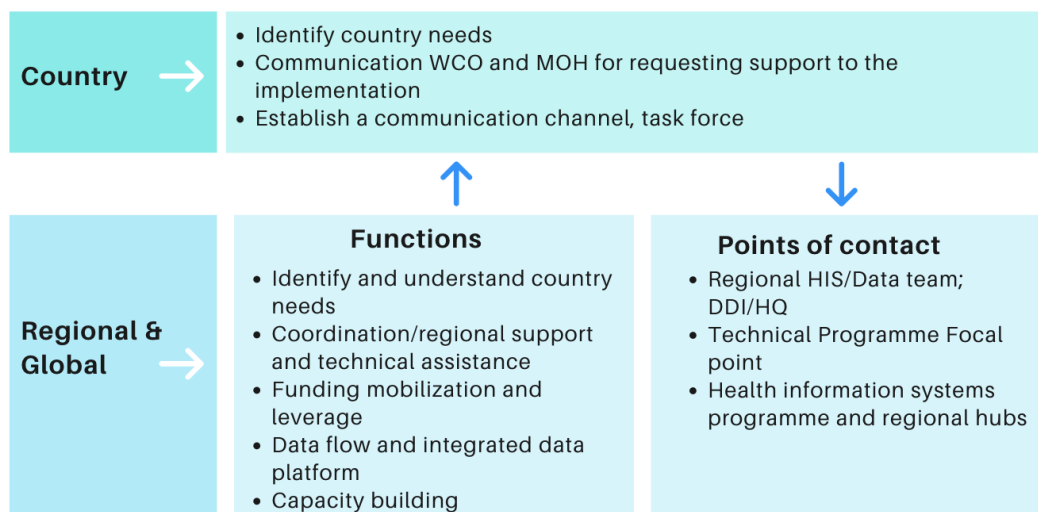 Country
• Identify country needs
• Communication WCO and MOH for requesting support to the
implementation
• Establish a communication channel, task force
Regional &
Global
Functions
• Identify and understand country
needs
• Coordination/regional support
and technical assistance
• Funding mobilization and
leverage
• Data flow and integrated data
platform
• Capacity building
Points of contact
• Regional HIS/Data team;
DDI/HQ
• Technical Programme Focal
point
• Health information systems
programme and regional hubs